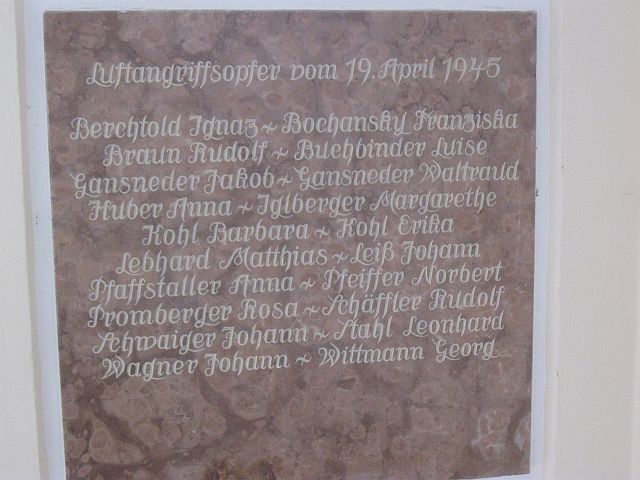 Luftangriffsopfer vom 19. April 1945
Berchtold Ignaz ~ Bochansky Franziska
Braun Rudolf ~ Buchbinder Luise
Gansneder Jakob ~ Gansneder Waltraud
Huber Anna ~ Iglberger Margarethe
Kohl Barbara ~ Kohl Erika
Lebhard Matthias ~ Leiß Johann
Pfaffstaller Anna ~ Pfeiffer Norbert
Promberger Rosa ~ Schäffler Rudolf
Schwaiger Johann ~ Stahl Leonhard
Wagner Johann ~ Wittmann Georg